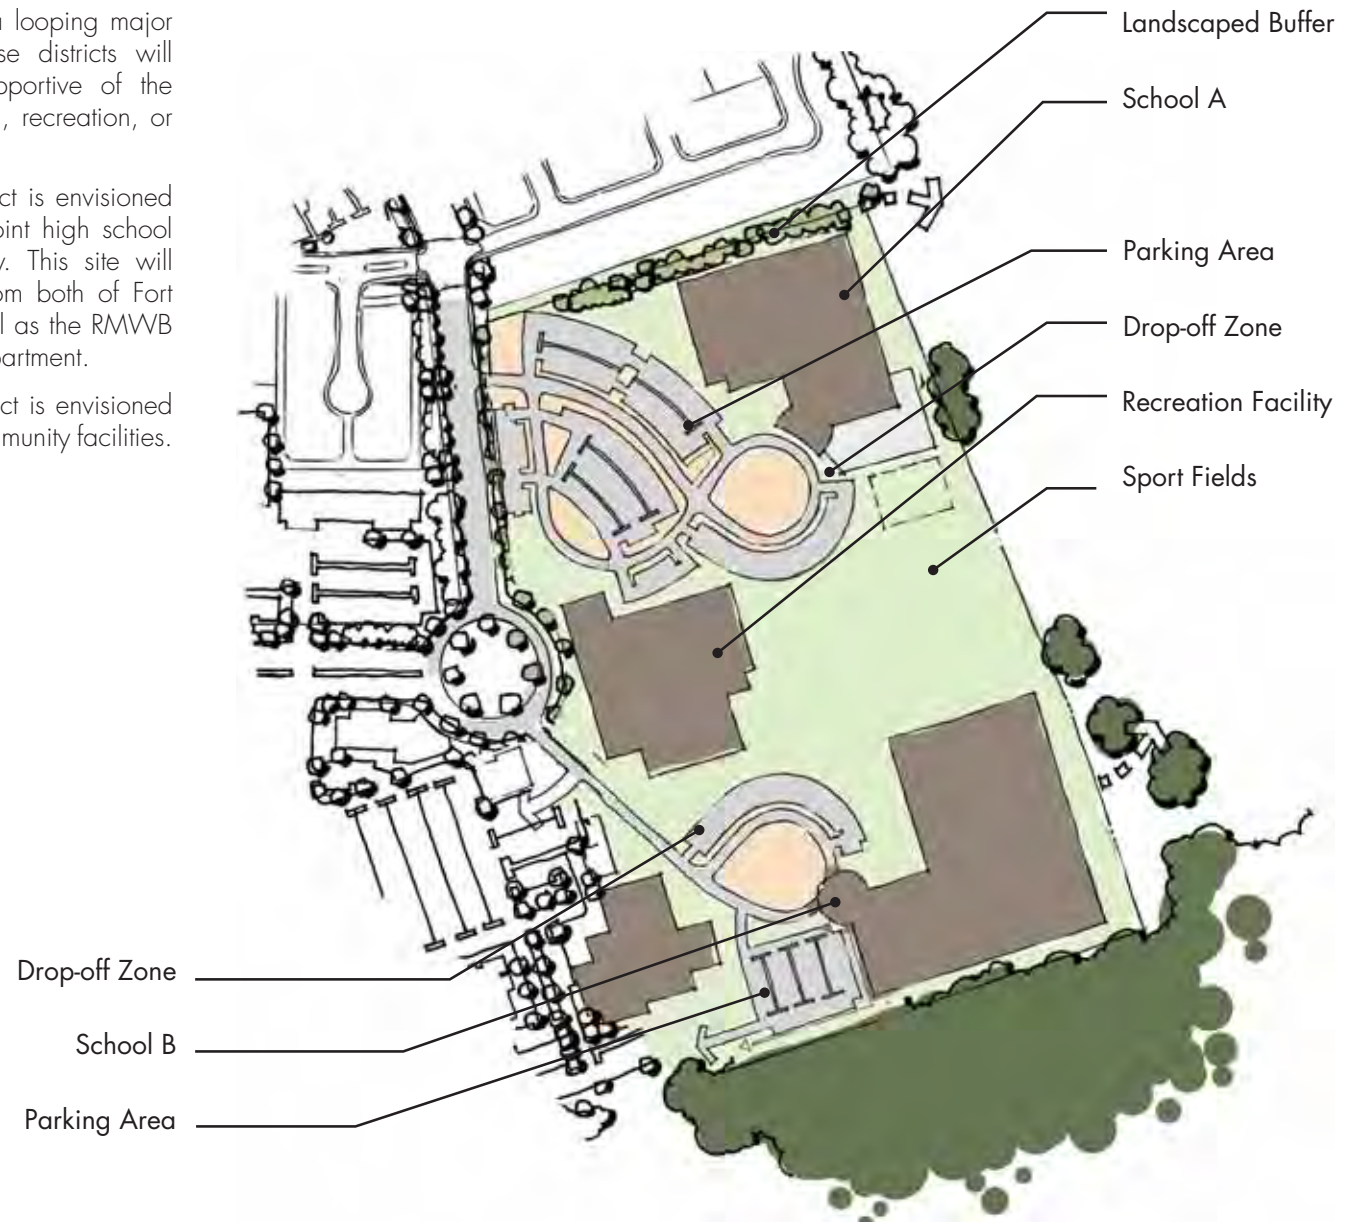 looping major
se districts will
pportive of the
, recreation, or
ct is envisioned
oint high school
y. This site will
om both of Fort
l as the RMWB
partment.
ct is envisioned
mmunity facilities.
Landscaped Buffer
School A
Parking Area
Drop-off Zone
Recreation Facility
Sport Fields
Drop-off Zone
School B
Parking Area